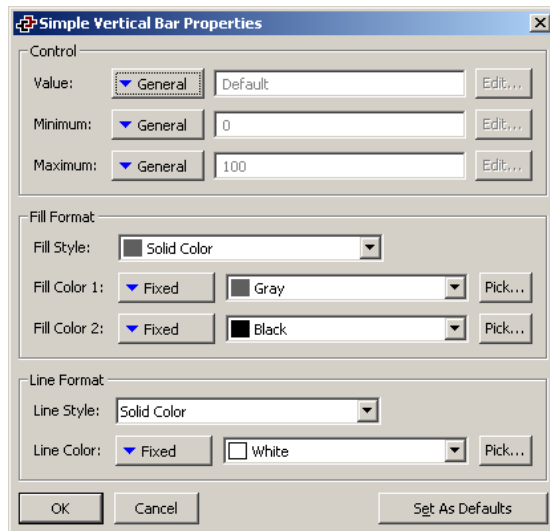 Simple Vertical Bar Properties
Control
Value: General Default Edit...
Minimum: General 0 Edit...
Maximum: General 100 Edit...
Fill Format
Fill Style: Solid Color
Fill Color 1: Fixed Gray Pick...
Fill Color 2: Fixed Black Pick...
Line Format
Line Style: Solid Color
Line Color: Fixed White Pick...
OK Cancel Set As Defaults